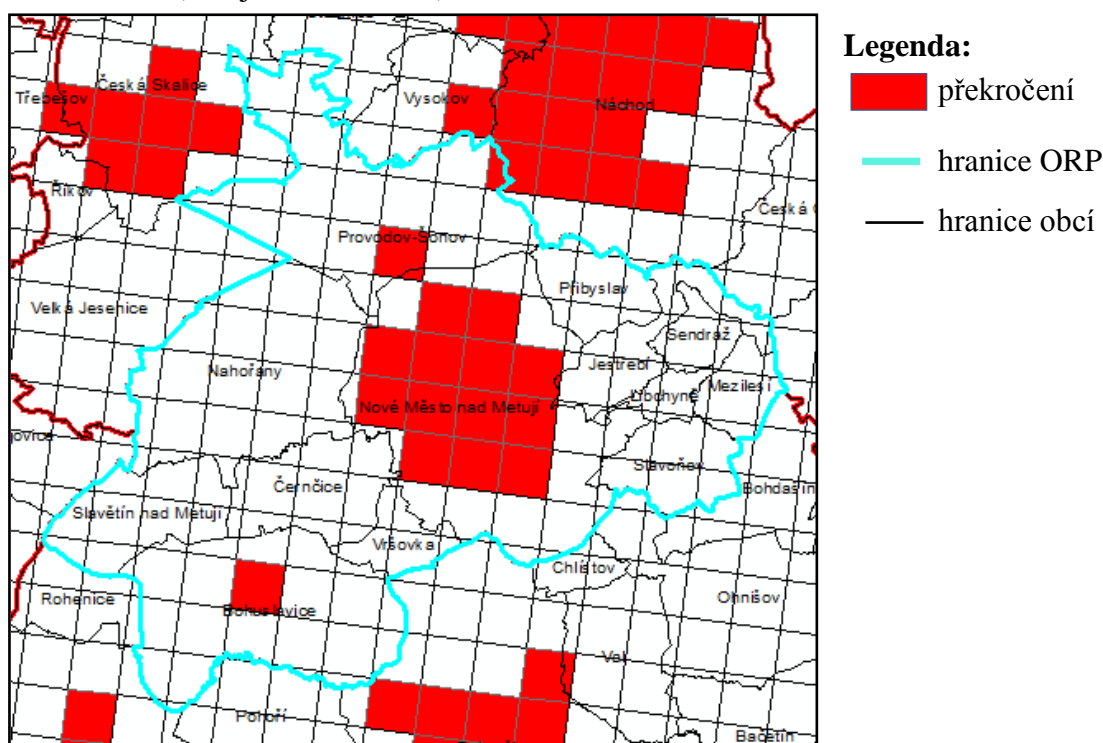 Legenda:
překročení
hranice ORP
hranice obcí
Česká Skalice
Třebešov
Vysokov
Náchod
Říkov
Česká
Provodov-Šonov
Přibyslav
Velká Jesenice
Sendraž
Jestřebí
Nahořany
Mezilesí
Libchyně
Nové Město nad Metují
Slavoňov
Černčice
Bohdašín
Slavětín nad Metují
Vršovka
Chlístov
Rohenice
Ohnišov
Bohuslavice
Val
Pohoří
Bačetín